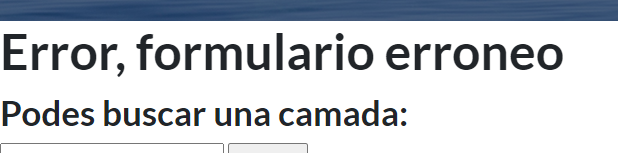 Error, formulario erroneo
Podes buscar una camada: